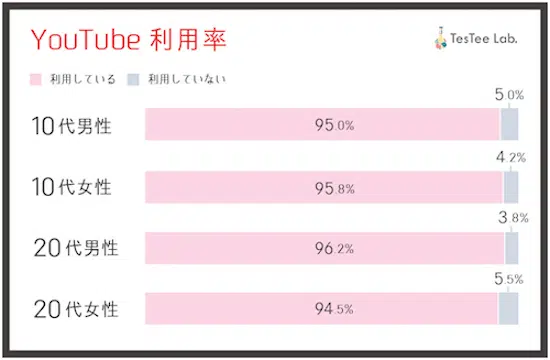 YouTube 利用率
TesTee Lab.
利用している 利用していない
5.0%
10代男性 95.0%
4.2%
10代女性 95.8%
3.8%
20代男性 96.2%
5.5%
20代女性 94.5%